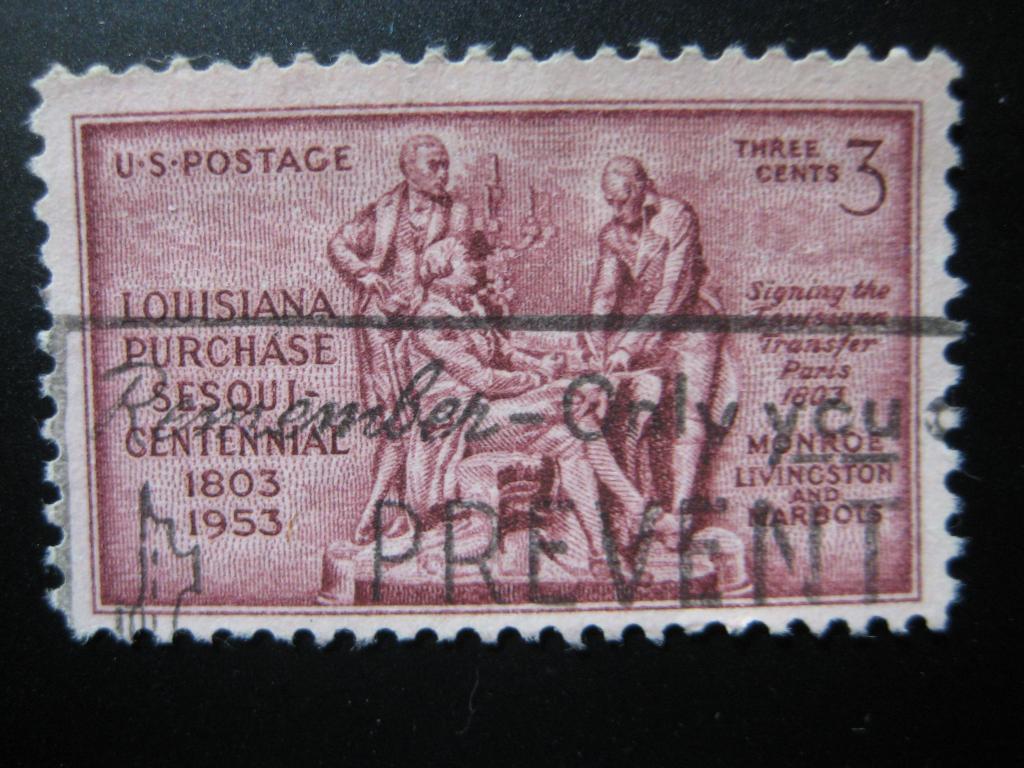 U·S·POSTAGE
THREE
CENTS 3
LOUISIANA
PURCHASE
SESQUI-
CENTENNIAL
1803
1953
Signing the
Louisiana
Transfer
Paris
1803
MONROE
LIVINGSTON
AND
MARBOIS
Remember-Only you
PREVENT